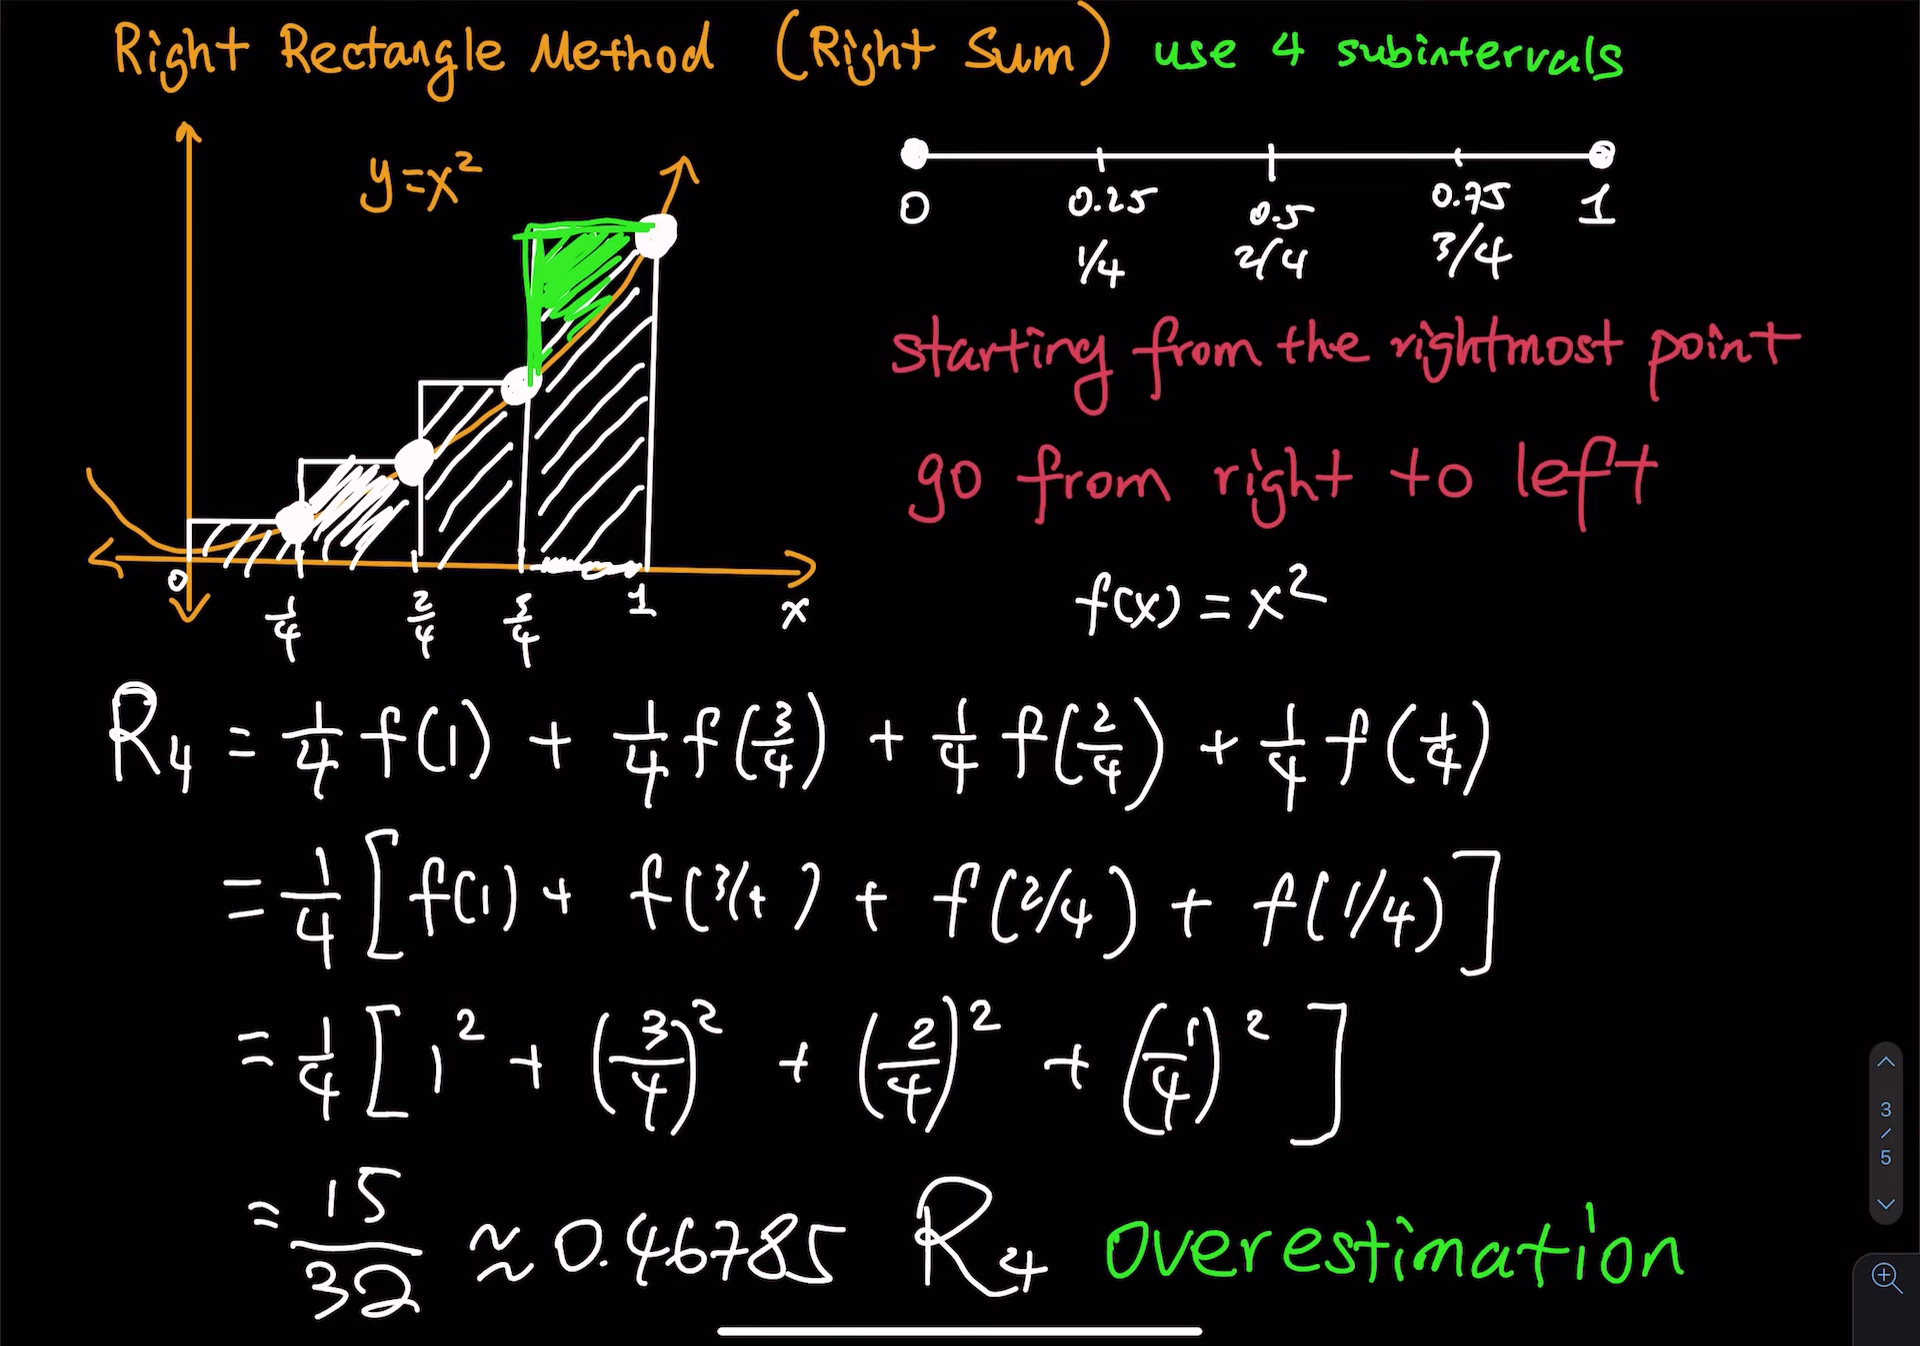 Right Rectangle Method (Right Sum) use 4 subintervals
y=x²
0 0.25 0.5 0.75 1
1/4 2/4 3/4
starting from the rightmost point
go from right to left
f(x) = x²
0 1/4 2/4 3/4 1 x
R₄ = 1/4 f(1) + 1/4 f(3/4) + 1/4 f(2/4) + 1/4 f(1/4)
= 1/4 [f(1) + f(3/4) + f(2/4) + f(1/4)]
= 1/4 [1² + (3/4)² + (2/4)² + (1/4)²]
= 15/32 ≈ 0.46785 R₄ overestimation
3 / 5